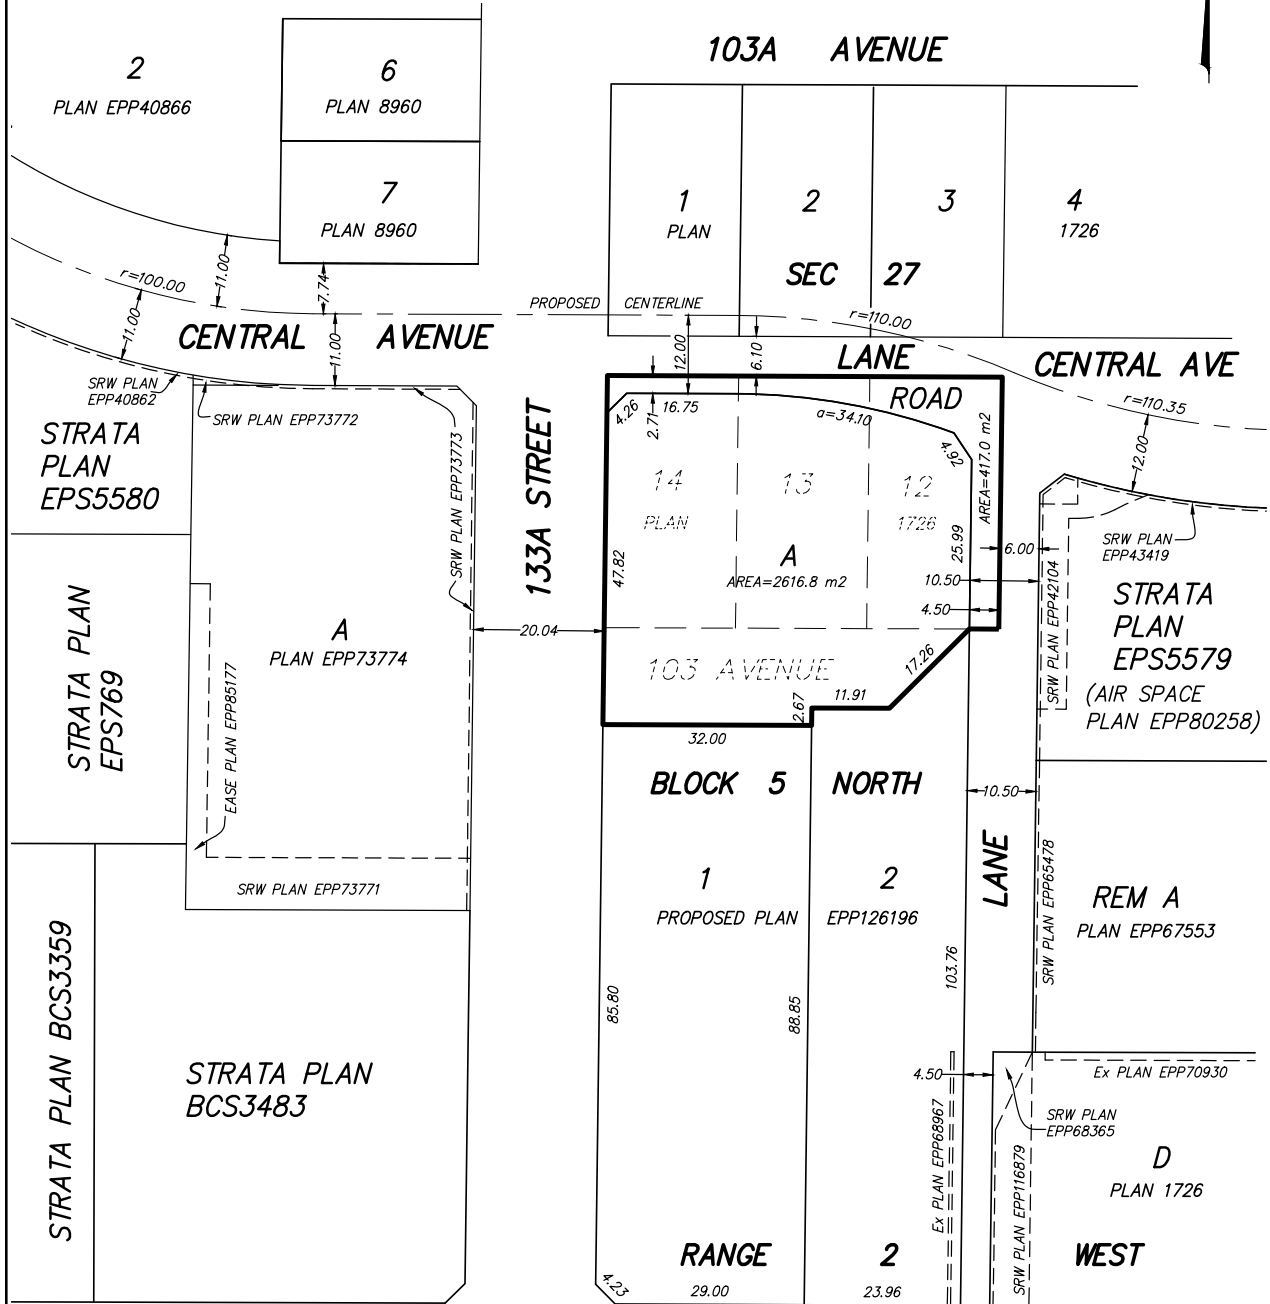 103A AVENUE
2
PLAN EPP40866
6
PLAN 8960
7
PLAN 8960
1
PLAN
2
3
4
1726
SEC 27
r=100.00
11.00
11.00
7.74
11.00
PROPOSED CENTERLINE
r=110.00
CENTRAL AVENUE
12.00
6.10
LANE
CENTRAL AVE
ROAD
r=110.35
12.00
SRW PLAN
EPP40862
SRW PLAN EPP73772
SRW PLAN EPP73773
STRATA
PLAN
EPS5580
133A STREET
4.26
16.75
2.71
a=34.10
4.92
AREA=417.0 m2
14
PLAN
13
12
1726
A
AREA=2616.8 m2
47.82
25.99
6.00
10.50
4.50
SRW PLAN EPP42104
SRW PLAN
EPP43419
STRATA
PLAN
EPS5579
(AIR SPACE
PLAN EPP80258)
STRATA PLAN
EPS769
A
PLAN EPP73774
EASE PLAN EPP85177
20.04
103 AVENUE
17.26
11.91
2.67
32.00
BLOCK 5 NORTH
10.50
LANE
SRW PLAN EPP65478
SRW PLAN EPP73771
1
PROPOSED PLAN
2
EPP126196
REM A
PLAN EPP67553
STRATA PLAN BCS3359
STRATA PLAN
BCS3483
85.80
88.85
103.76
4.50
Ex PLAN EPP68967
Ex PLAN EPP70930
SRW PLAN
EPP68365
SRW PLAN EPP116879
D
PLAN 1726
RANGE 2 WEST
4.23
29.00
23.96